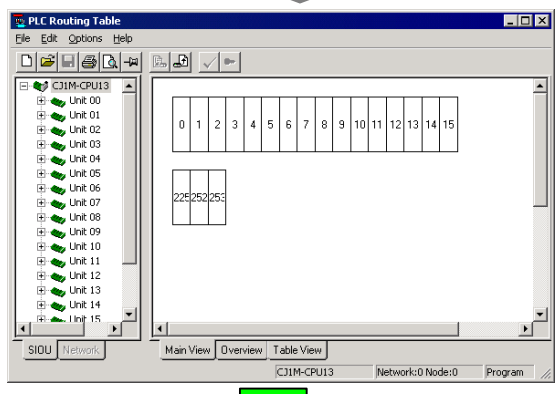 PLC Routing Table
File Edit Options Help
CJ1M-CPU13
Unit 00
Unit 01
Unit 02
Unit 03
Unit 04
Unit 05
Unit 06
Unit 07
Unit 08
Unit 09
Unit 10
Unit 11
Unit 12
Unit 13
Unit 14
Unit 15
0 1 2 3 4 5 6 7 8 9 10 11 12 13 14 15
225 252 253
SIOU Network
Main View Overview Table View
CJ1M-CPU13 Network:0 Node:0 Program